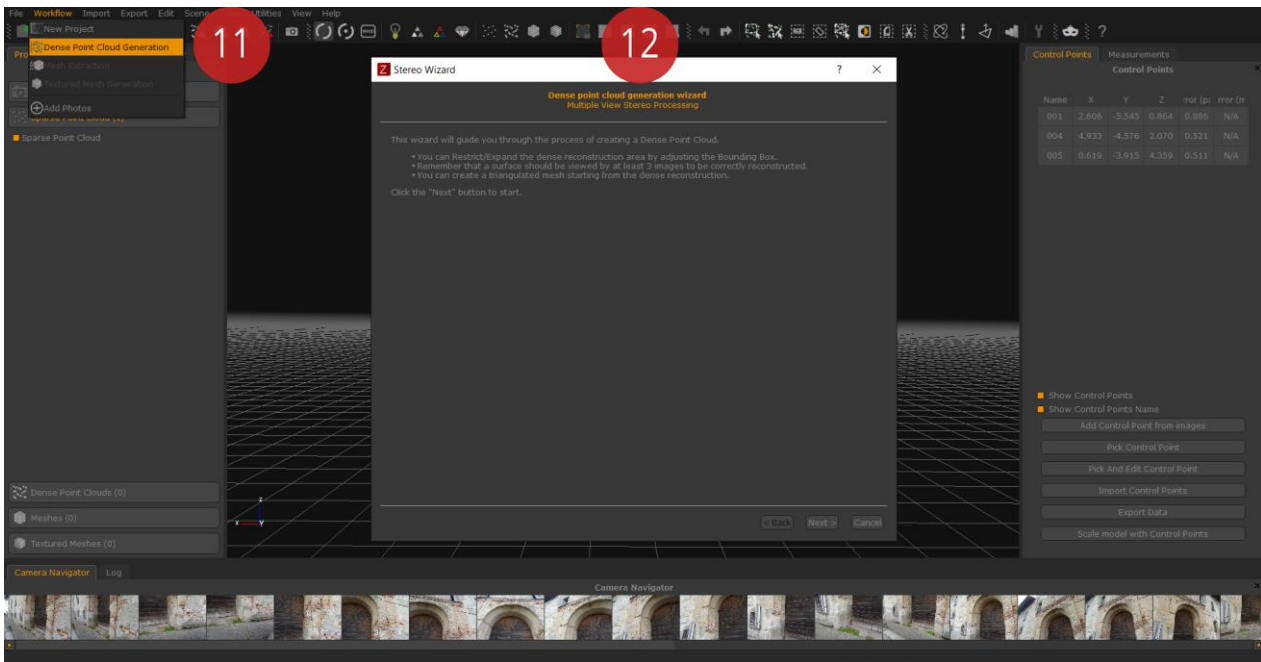 File Workflow Import Export Edit Scene Utilities View Help
New Project
Dense Point Cloud Generation
Mesh Extraction
Textured Mesh Generation
Add Photos
11
12
Sparse Point Cloud
Dense Point Clouds (0)
Meshes (0)
Textured Meshes (0)
Stereo Wizard
Dense point cloud generation wizard
Multiple View Stereo Processing
This wizard will guide you through the process of creating a Dense Point Cloud.
• You can Restrict/Expand the dense reconstruction area by adjusting the Bounding Box.
• Remember that a surface should be viewed by at least 3 images to be correctly reconstructed.
• You can create a triangulated mesh starting from the dense reconstruction.
Click the "Next" button to start.
< Back Next > Cancel
z
x Y
Control Points Measurements
Control Points
Name X Y Z
001 2.606 -5.545 0.864 0.886 N/A
004 4.933 -4.576 2.070 0.521 N/A
005 0.619 -3.915 4.359 0.511 N/A
Show Control Points
Show Control Points Name
Add Control Point from images
Pick Control Point
Pick And Edit Control Point
Import Control Points
Export Data
Scale model with Control Points
Camera Navigator Log
Camera Navigator